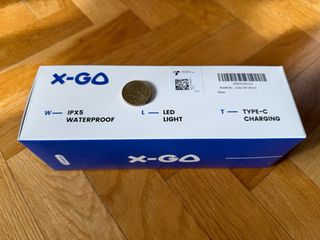 X-GO
W — IPX5
WATERPROOF
L — LED
LIGHT
T — TYPE-C
CHARGING
X-GO